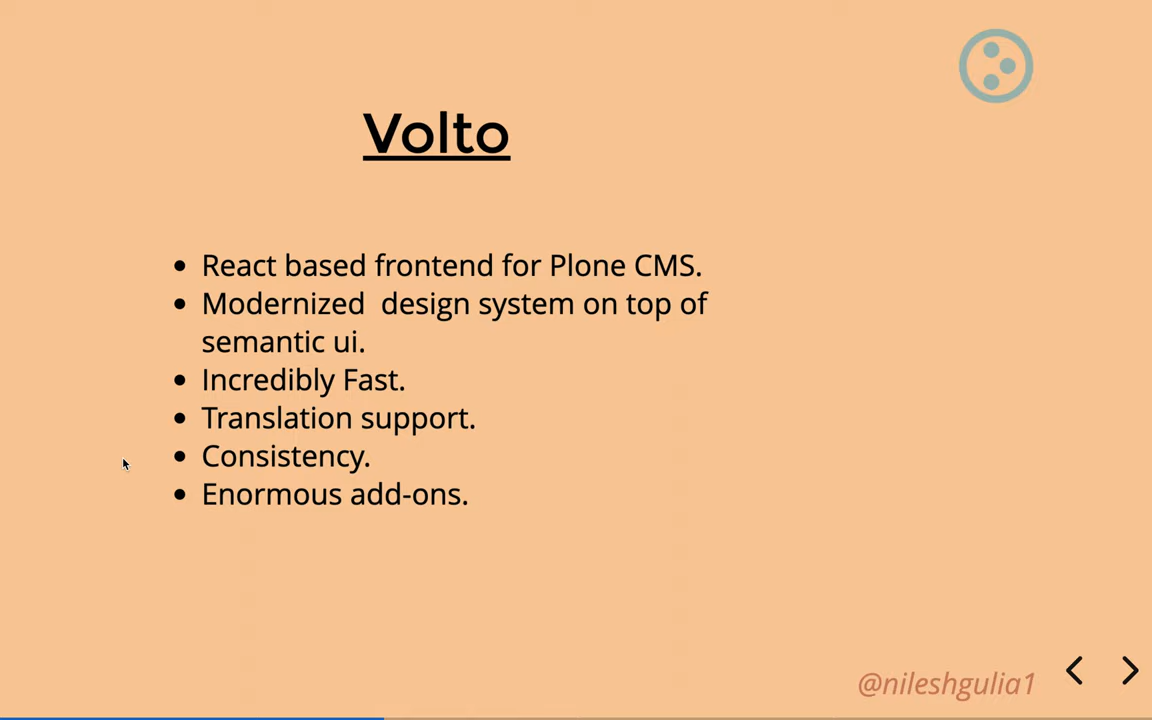 Volto
React based frontend for Plone CMS.
Modernized  design system on top of
semantic ui.
Incredibly Fast.
Translation support.
Consistency.
Enormous add-ons.
@nileshgulia1